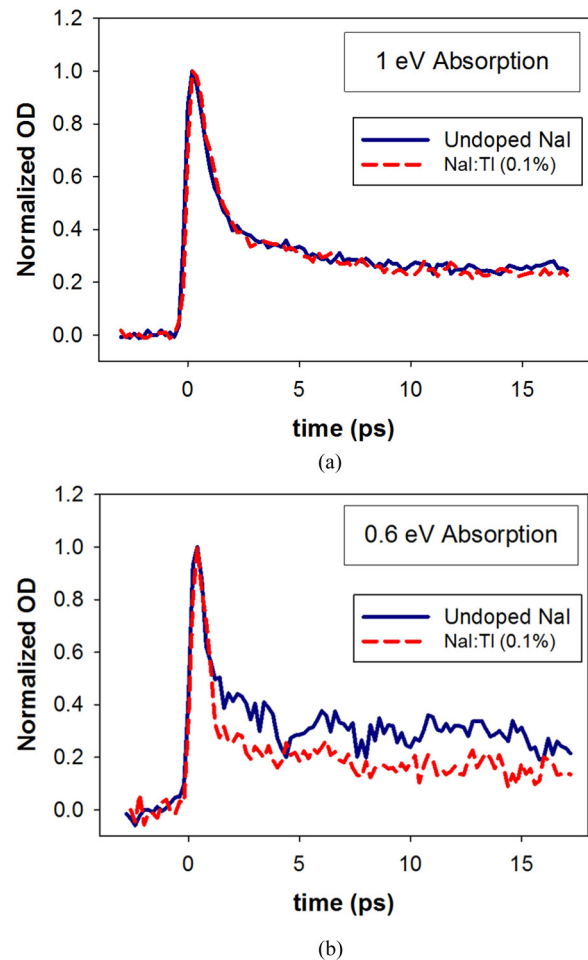 1.2
1 eV Absorption
1.0
Undoped NaI
NaI:Tl (0.1%)
0.8
0.6
0.4
0.2
0.0
Normalized OD
0 5 10 15
time (ps)
(a)
1.2
0.6 eV Absorption
1.0
Undoped NaI
NaI:Tl (0.1%)
0.8
0.6
0.4
0.2
0.0
Normalized OD
0 5 10 15
time (ps)
(b)